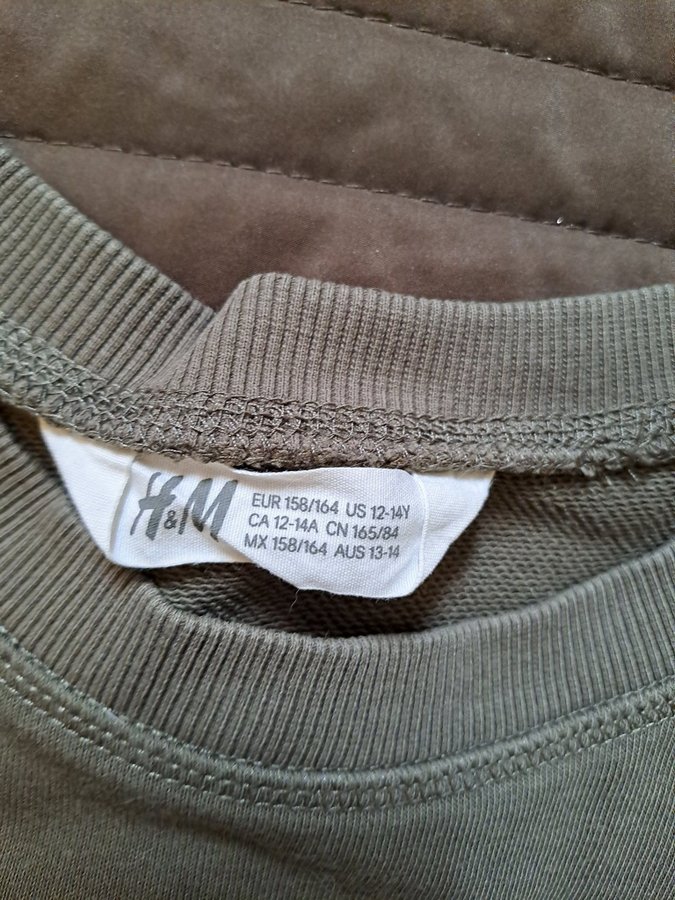 H&M
EUR 158/164 US 12-14Y
CA 12-14A CN 165/84
MX 158/164 AUS 13-14